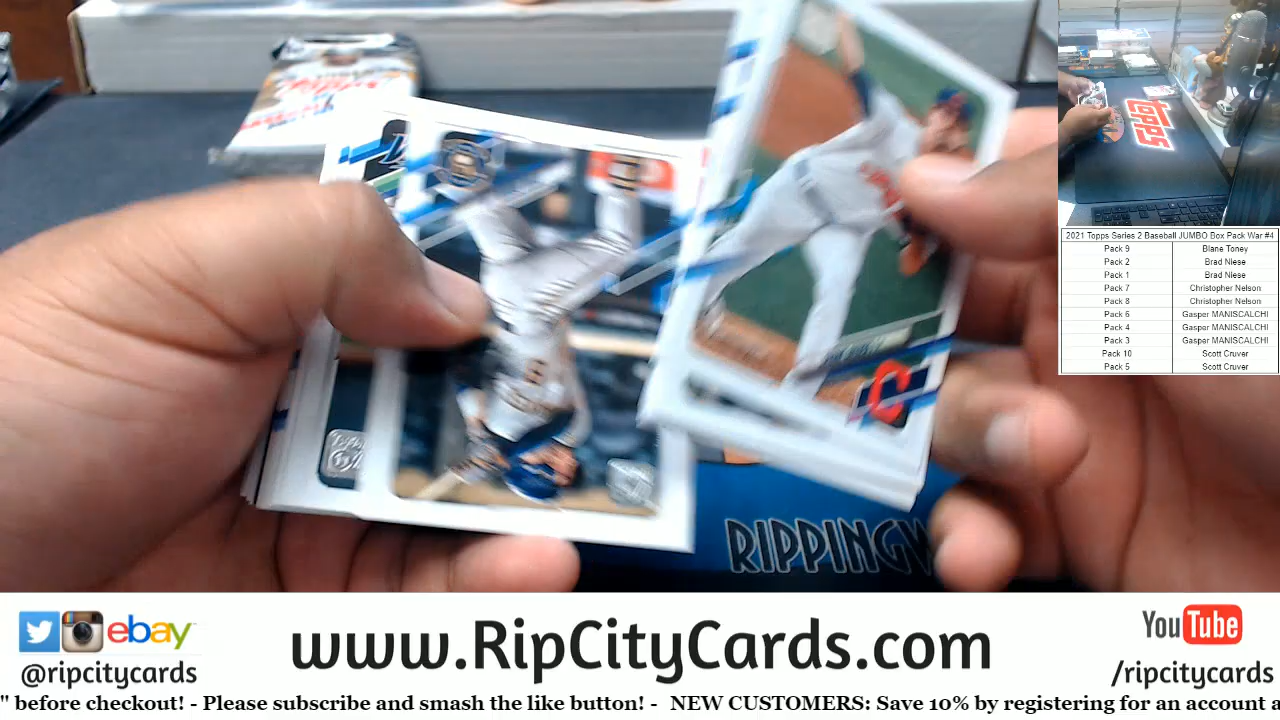 2021 Topps Series 2 Baseball JUMBO Box Pack War #4
Pack 9 Blane Toney
Pack 2 Brad Niese
Pack 1 Brad Niese
Pack 7 Christopher Nelson
Pack 8 Christopher Nelson
Pack 6 Gasper MANISCALCHI
Pack 4 Gasper MANISCALCHI
Pack 3 Gasper MANISCALCHI
Pack 10 Scott Cruver
Pack 5 Scott Cruver
topps
RIPPINGW
ebay
@ripcitycards
www.RipCityCards.com
YouTube
/ripcitycards
" before checkout! - Please subscribe and smash the like button! - NEW CUSTOMERS: Save 10% by registering for an account a